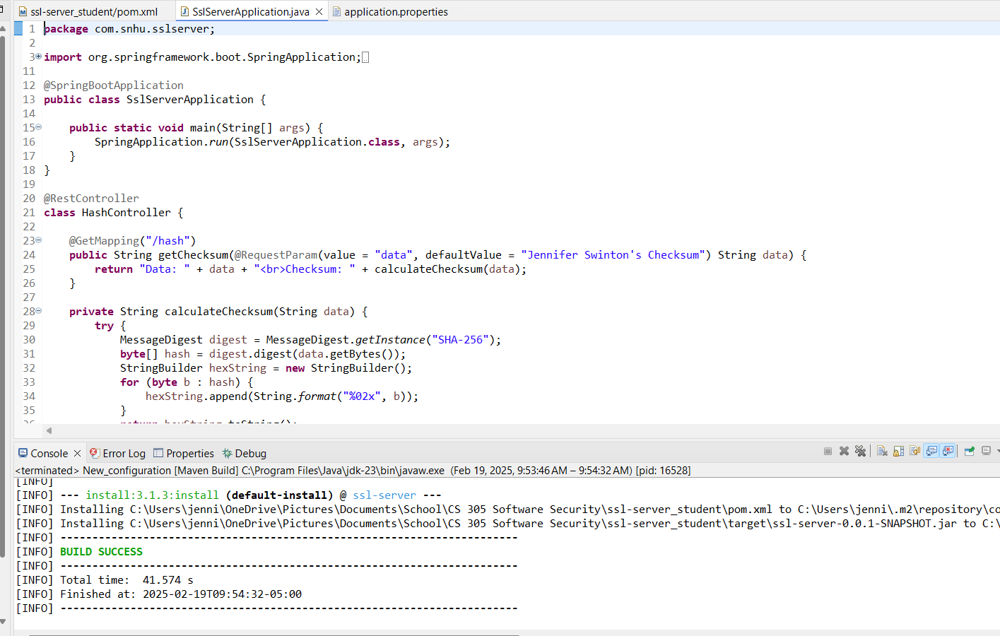 ssl-server_student/pom.xml SslServerApplication.java application.properties
1 package com.snhu.sslserver;
2
3 import org.springframework.boot.SpringApplication;
11
12 @SpringBootApplication
13 public class SslServerApplication {
14
15 public static void main(String[] args) {
16 SpringApplication.run(SslServerApplication.class, args);
17 }
18 }
19
20 @RestController
21 class HashController {
22
23 @GetMapping("/hash")
24 public String getChecksum(@RequestParam(value = "data", defaultValue = "Jennifer Swinton's Checksum") String data) {
25 return "Data: " + data + "<br>Checksum: " + calculateChecksum(data);
26 }
27
28 private String calculateChecksum(String data) {
29 try {
30 MessageDigest digest = MessageDigest.getInstance("SHA-256");
31 byte[] hash = digest.digest(data.getBytes());
32 StringBuilder hexString = new StringBuilder();
33 for (byte b : hash) {
34 hexString.append(String.format("%02x", b));
35 }
36 return hexString.toString();
Console Error Log Properties Debug
<terminated> New_configuration [Maven Build] C:\Program Files\Java\jdk-23\bin\javaw.exe (Feb 19, 2025, 9:53:46 AM – 9:54:32 AM) [pid: 16528]
[INFO]
[INFO] --- install:3.1.3:install (default-install) @ ssl-server ---
[INFO] Installing C:\Users\jenni\OneDrive\Pictures\Documents\School\CS 305 Software Security\ssl-server_student\pom.xml to C:\Users\jenni\.m2\repository\co
[INFO] Installing C:\Users\jenni\OneDrive\Pictures\Documents\School\CS 305 Software Security\ssl-server_student\target\ssl-server-0.0.1-SNAPSHOT.jar to C:\
[INFO] ------------------------------------------------------------------------
[INFO] BUILD SUCCESS
[INFO] ------------------------------------------------------------------------
[INFO] Total time: 41.574 s
[INFO] Finished at: 2025-02-19T09:54:32-05:00
[INFO] ------------------------------------------------------------------------